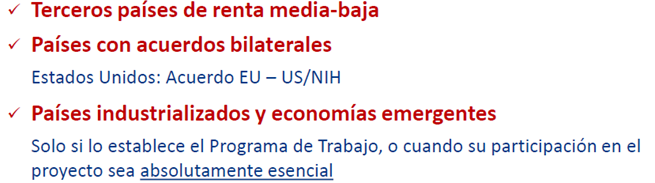 ✓ Terceros países de renta media-baja
✓ Países con acuerdos bilaterales
Estados Unidos: Acuerdo EU – US/NIH
✓ Países industrializados y economías emergentes
Solo si lo establece el Programa de Trabajo, o cuando su participación en el
proyecto sea absolutamente esencial